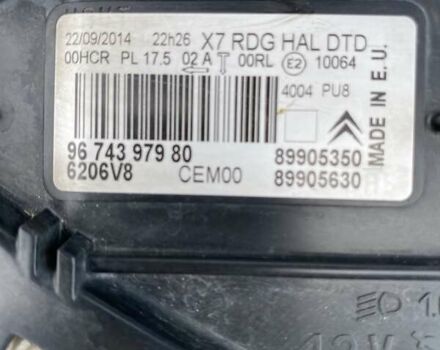 22/09/2014 22h26 X7 RDG HAL DTD
00HCR PL 17.5 02 A 00RL E2 10064
4004 PU8
MADE IN E.U.
96 743 979 80 89905350
6206V8 CEM00 89905630